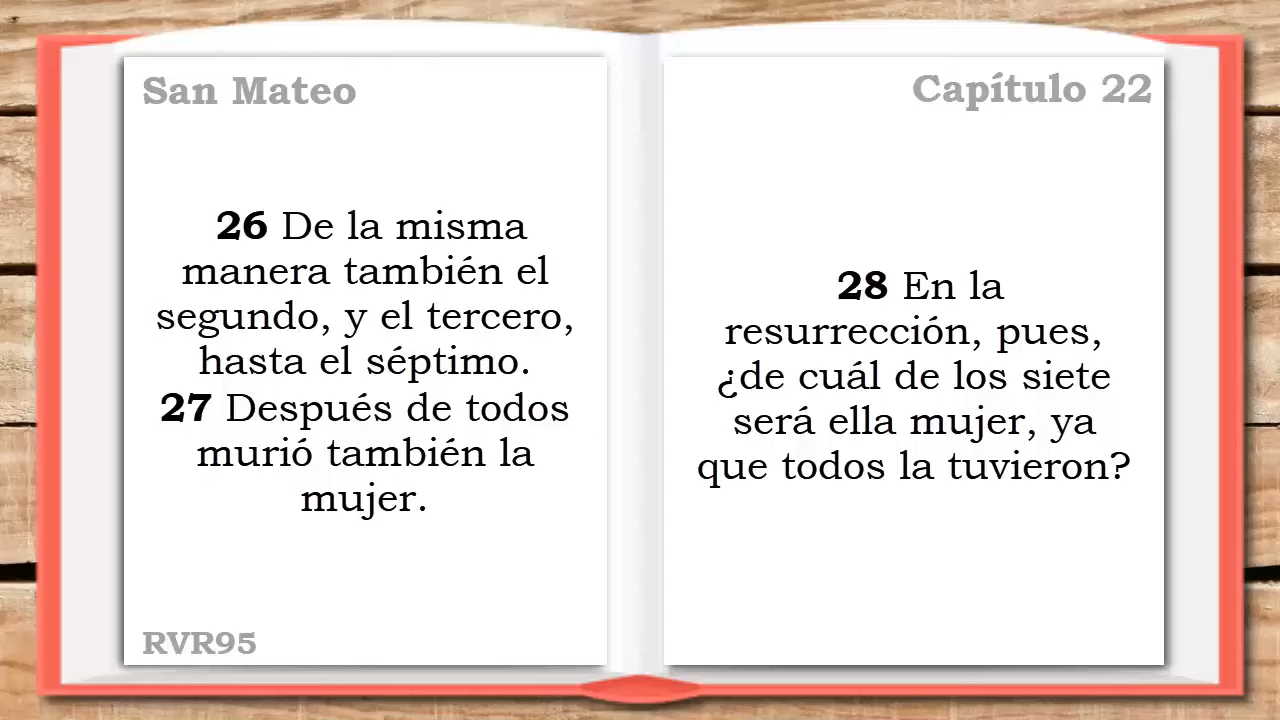 San Mateo
26 De la misma
manera también el
segundo, y el tercero,
hasta el séptimo.
27 Después de todos
murió también la
mujer.
RVR95
Capítulo 22
28 En la
resurrección, pues,
¿de cuál de los siete
será ella mujer, ya
que todos la tuvieron?